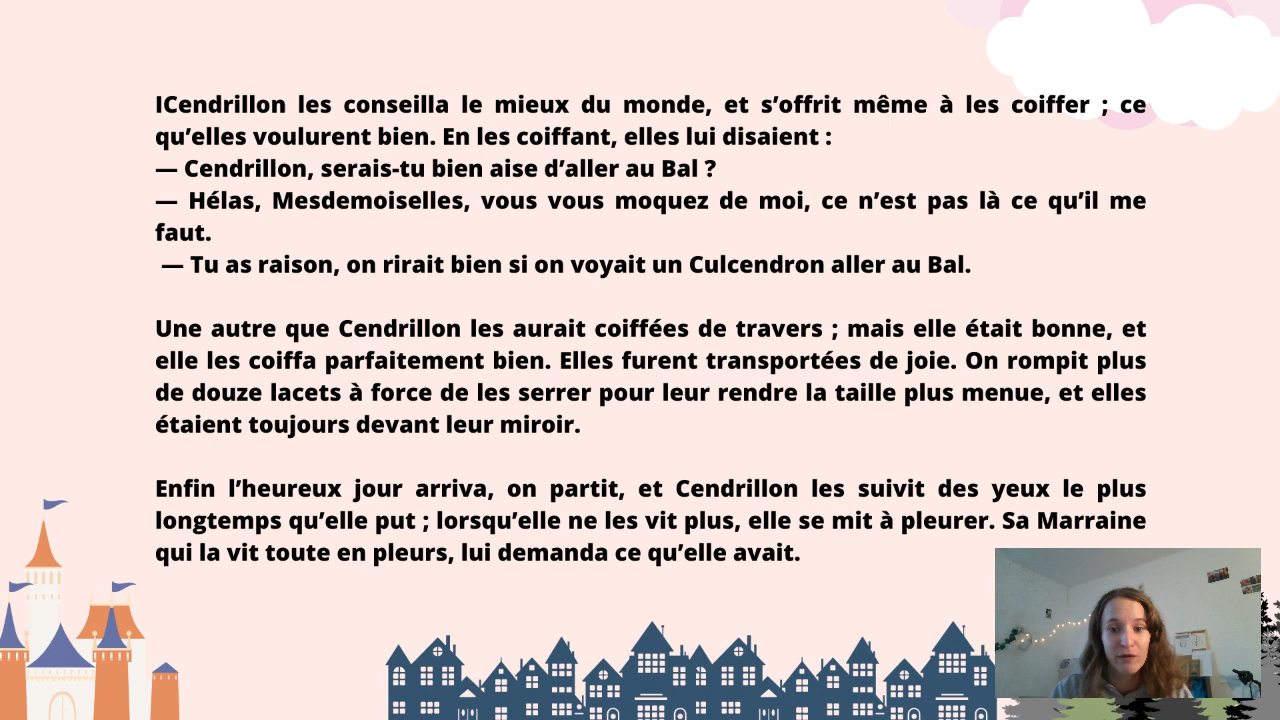 ICendrillon les conseilla le mieux du monde, et s’offrit même à les coiffer ; ce
qu’elles voulurent bien. En les coiffant, elles lui disaient :
— Cendrillon, serais-tu bien aise d’aller au Bal ?
— Hélas, Mesdemoiselles, vous vous moquez de moi, ce n’est pas là ce qu’il me
faut.
— Tu as raison, on rirait bien si on voyait un Culcendron aller au Bal.
Une autre que Cendrillon les aurait coiffées de travers ; mais elle était bonne, et
elle les coiffa parfaitement bien. Elles furent transportées de joie. On rompit plus
de douze lacets à force de les serrer pour leur rendre la taille plus menue, et elles
étaient toujours devant leur miroir.
Enfin l’heureux jour arriva, on partit, et Cendrillon les suivit des yeux le plus
longtemps qu’elle put ; lorsqu’elle ne les vit plus, elle se mit à pleurer. Sa Marraine
qui la vit toute en pleurs, lui demanda ce qu’elle avait.